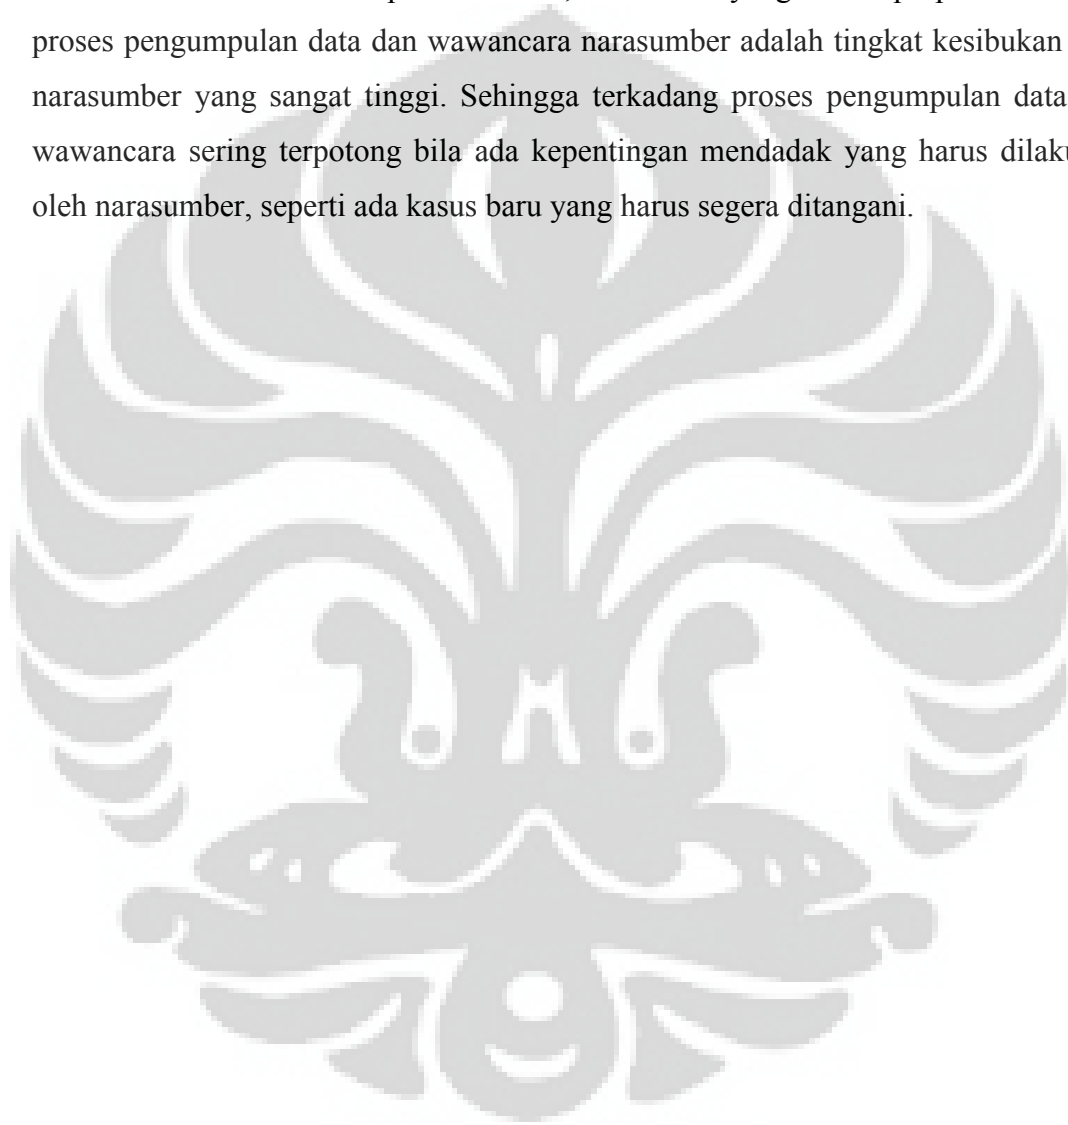 proses pengumpulan data dan wawancara narasumber adalah tingkat kesibukan
narasumber yang sangat tinggi. Sehingga terkadang proses pengumpulan data
wawancara sering terpotong bila ada kepentingan mendadak yang harus
oleh narasumber, seperti ada kasus baru yang harus segera ditangani.